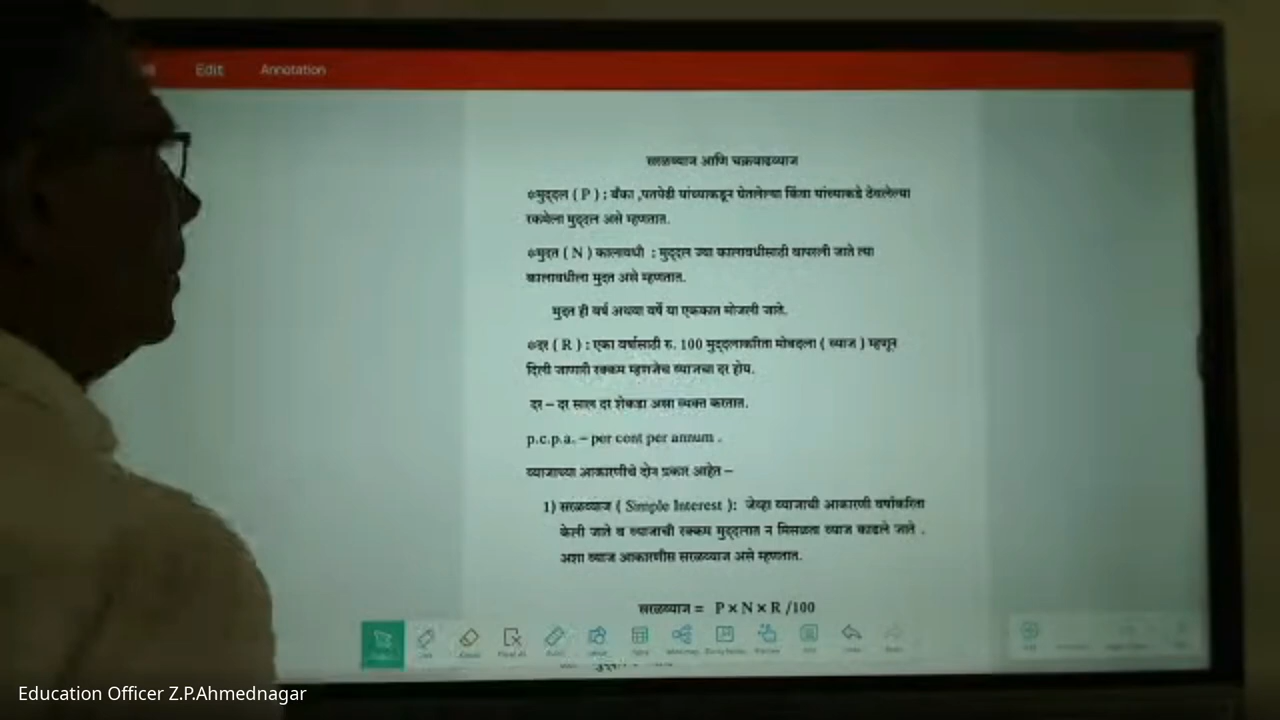 Edit Annotation
सरळव्याज आणि चक्रवाढव्याज
मुद्दल ( P ) : बँका ,पतपेढी यांच्याकडून घेतलेल्या किंवा यांच्याकडे ठेवलेल्या
रकमेला मुद्दल असे म्हणतात.
मुदत ( N ) कालावधी : मुद्दल ज्या कालावधीसाठी वापरली जाते त्या
कालावधीला मुदत असे म्हणतात.
मुदत ही वर्ष अथवा वर्षे या एककात मोजली जाते.
दर ( R ) : एका वर्षासाठी रु. 100 मुद्दलाकरिता मोबदला ( व्याज ) म्हणून
दिली जाणारी रक्कम म्हणजेच व्याजचा दर होय.
दर – दर साल दर शेकडा असा व्यक्त करतात.
p.c.p.a. – per cent per annum .
व्याजाच्या आकारणीचे दोन प्रकार आहेत –
1) सरळव्याज ( Simple Interest ): जेव्हा व्याजाची आकारणी वर्षाकरिता
केली जाते व व्याजाची रक्कम मुद्दलात न मिसळता व्याज काढले जाते .
अशा व्याज आकारणीस सरळव्याज असे म्हणतात.
सरळव्याज = P × N × R /100
Education Officer Z.P.Ahmednagar